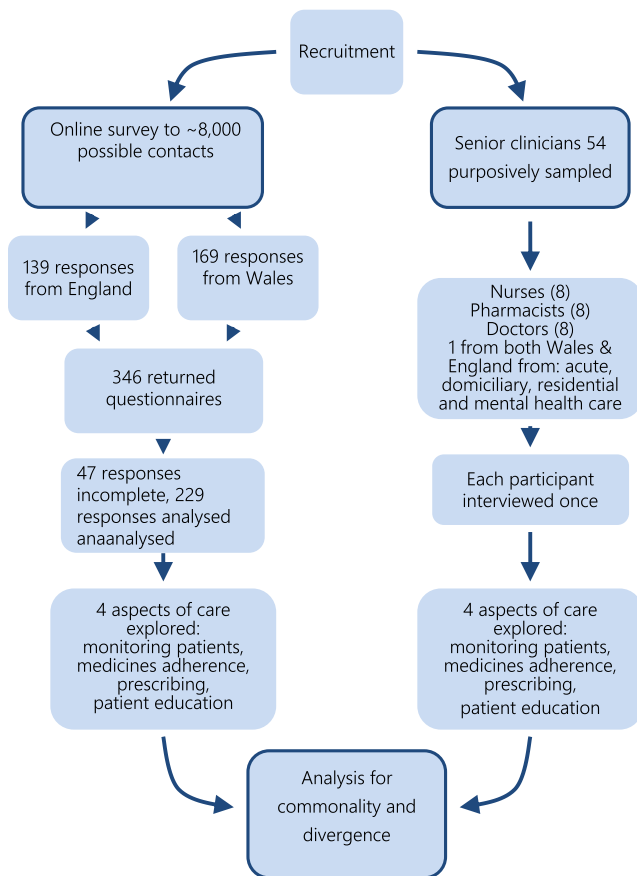 Recruitment
Online survey to ~8,000
possible contacts
Senior clinicians 54
purposively sampled
139 responses
from England
169 responses
from Wales
Nurses (8)
Pharmacists (8)
Doctors (8)
1 from both Wales &
England from: acute,
domiciliary, residential
and mental health care
346 returned
questionnaires
47 responses
incomplete, 229
responses analysed
anaanalysed
Each participant
interviewed once
4 aspects of care
explored:
monitoring patients,
medicines adherence,
prescribing,
patient education
4 aspects of care
explored:
monitoring patients,
medicines adherence,
prescribing,
patient education
Analysis for
commonality and
divergence